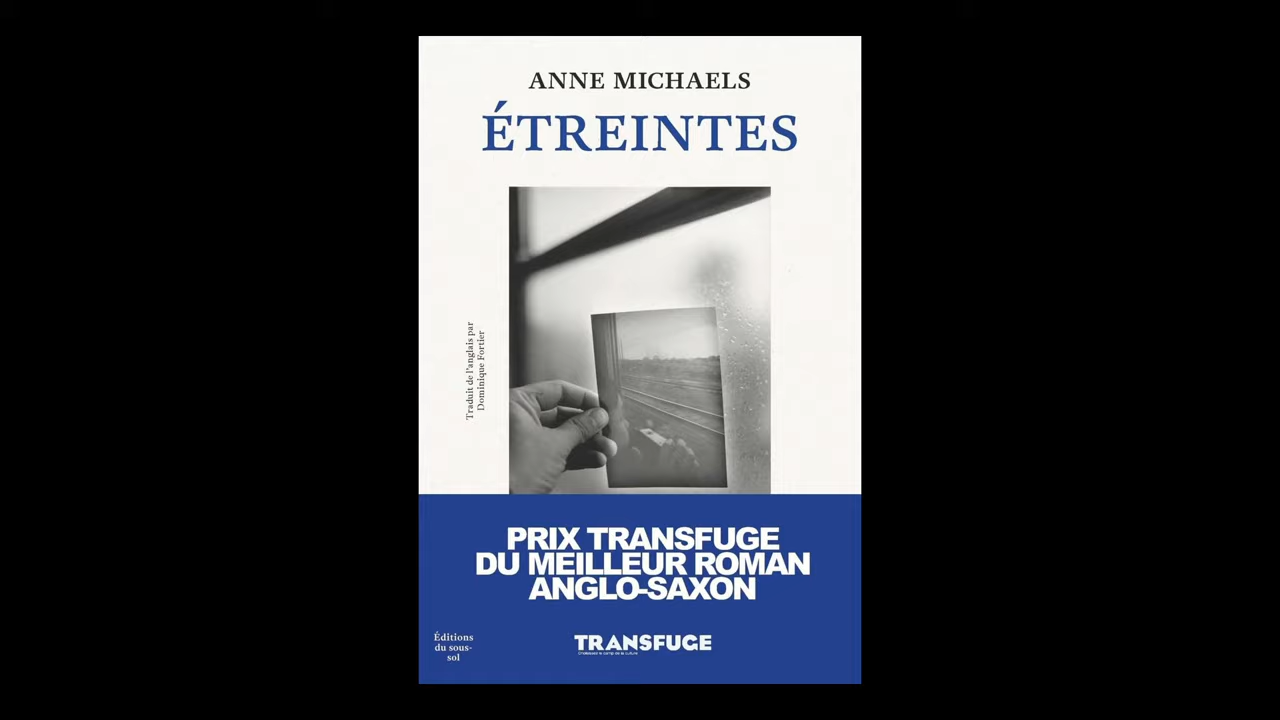 ANNE MICHAELS
ÉTREINTES
Traduit de l'anglais par
Dominique Fortier
PRIX TRANSFUGE
DU MEILLEUR ROMAN
ANGLO-SAXON
Éditions
du sous-
sol
TRANSFUGE